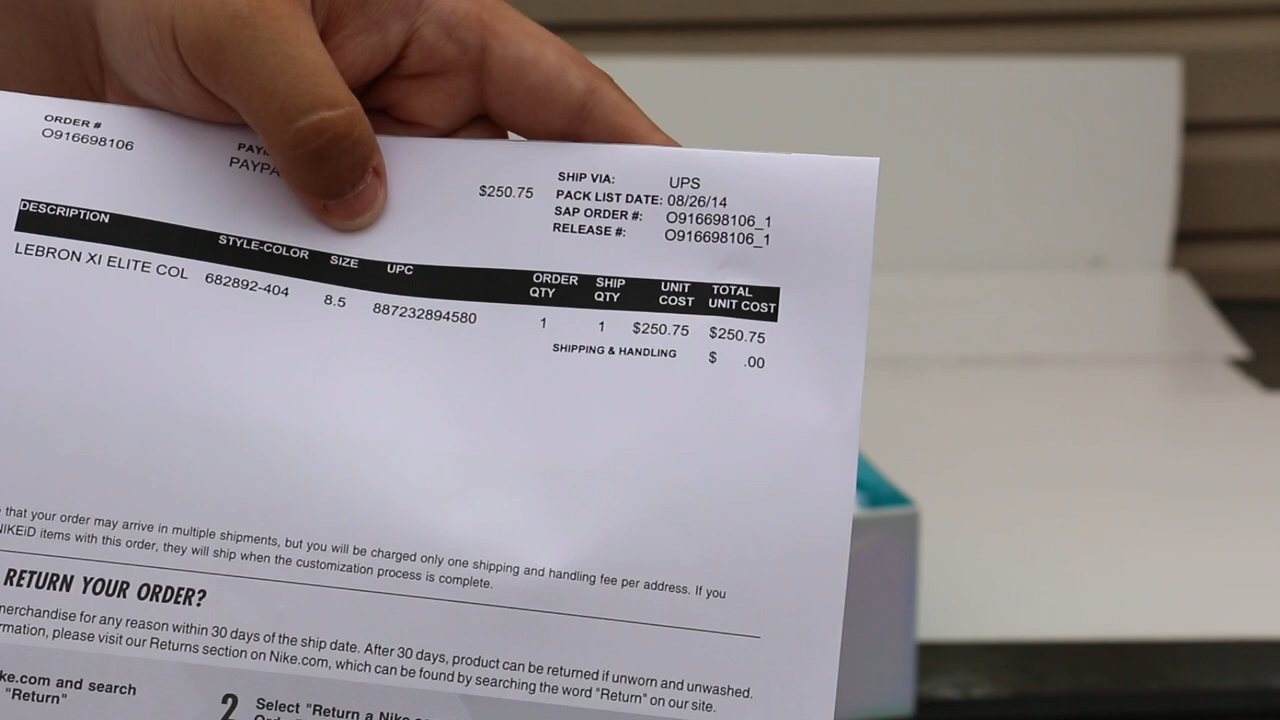 ORDER #
O916698106
PAYPA
$250.75
SHIP VIA: UPS
PACK LIST DATE: 08/26/14
SAP ORDER #: O916698106_1
RELEASE #: O916698106_1
DESCRIPTION STYLE-COLOR SIZE UPC ORDER QTY SHIP QTY UNIT COST TOTAL UNIT COST
LEBRON XI ELITE COL 682892-404 8.5 887232894580 1 1 $250.75 $250.75
SHIPPING & HANDLING $ .00
that your order may arrive in multiple shipments, but you will be charged only one shipping and handling fee per address. If you
NIKEiD items with this order, they will ship when the customization process is complete.
RETURN YOUR ORDER?
merchandise for any reason within 30 days of the ship date. After 30 days, product can be returned if unworn and unwashed.
rmation, please visit our Returns section on Nike.com, which can be found by searching the word "Return" on our site.
ke.com and search
"Return"
2 Select "Return a Nike